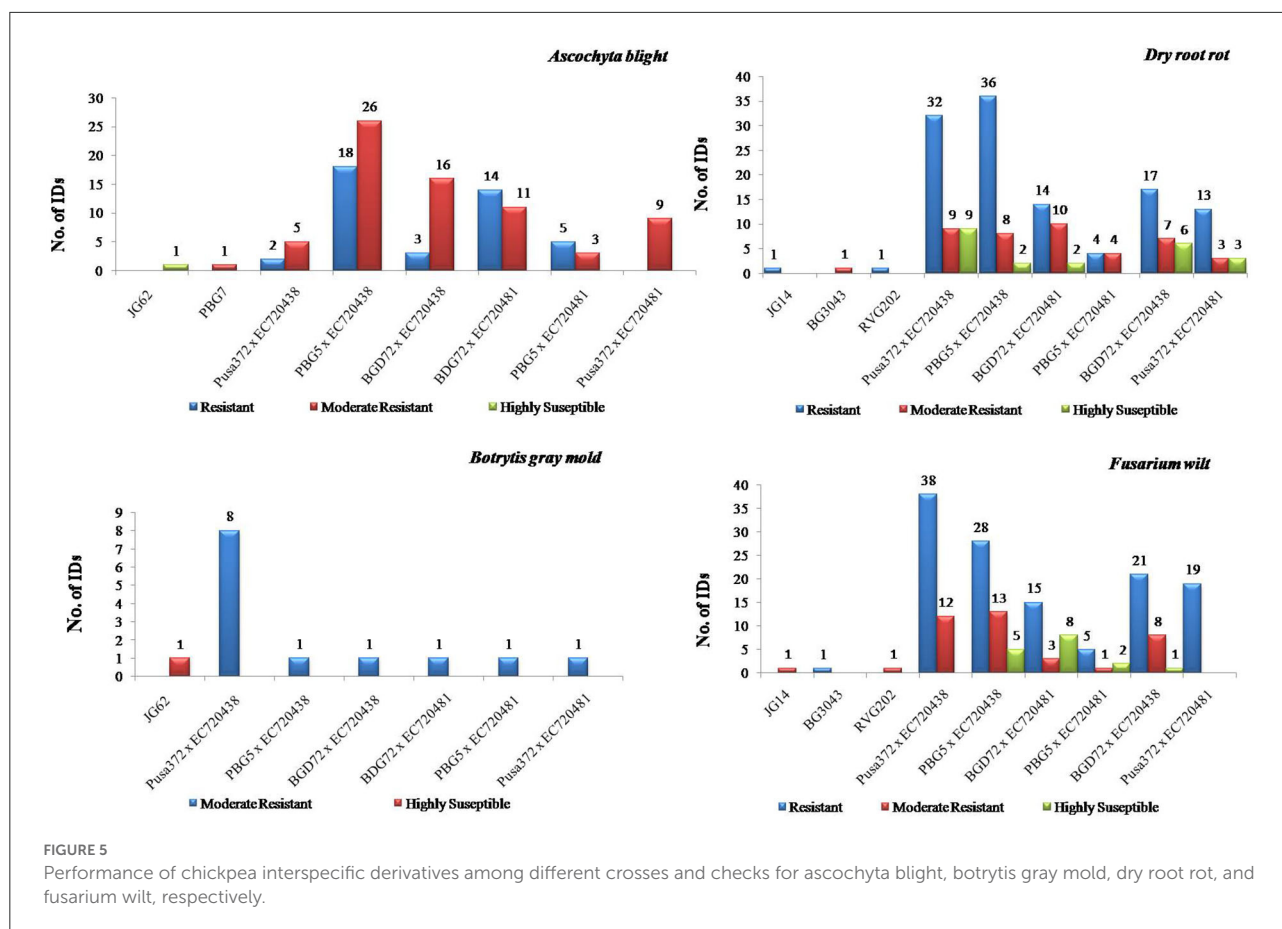 Ascochyta blight
30
25
20
15
10
5
0
No. of IDs
1
1
2
5
18
26
3
16
14
11
5
3
9
JG62
PBG7
Pusa372 x EC720438
PBG5 x EC720438
BGD72 x EC720438
BDG72 x EC720481
PBG5 x EC720481
Pusa372 x EC720481
Resistant Moderate Resistant Highly Suseptible
Dry root rot
40
35
30
25
20
15
10
5
0
No. of IDs
1
1
1
32
9
9
36
8
2
14
10
2
4
4
17
7
6
13
3
3
JG14
BG3043
RVG202
Pusa372 x EC720438
PBG5 x EC720438
BGD72 x EC720481
PBG5 x EC720481
BGD72 x EC720438
Pusa372 x EC720481
Resistant Moderate Resistant Highly Suseptible
Botrytis gray mold
9
8
7
6
5
4
3
2
1
0
No. of IDs
1
8
1
1
1
1
1
JG62
Pusa372 x EC720438
PBG5 x EC720438
BGD72 x EC720438
BDG72 x EC720481
PBG5 x EC720481
Pusa372 x EC720481
Moderate Resistant Highly Suseptible
Fusarium wilt
40
35
30
25
20
15
10
5
0
No. of IDs
1
1
1
38
12
28
13
5
15
3
8
5
1
2
21
8
1
19
JG14
BG3043
RVG202
Pusa372 x EC720438
PBG5 x EC720438
BGD72 x EC720481
PBG5 x EC720481
BGD72 x EC720438
Pusa372 x EC720481
Resistant Moderate Resistant Highly Suseptible
FIGURE 5
Performance of chickpea interspecific derivatives among different crosses and checks for ascochyta blight, botrytis gray mold, dry root rot, and
fusarium wilt, respectively.